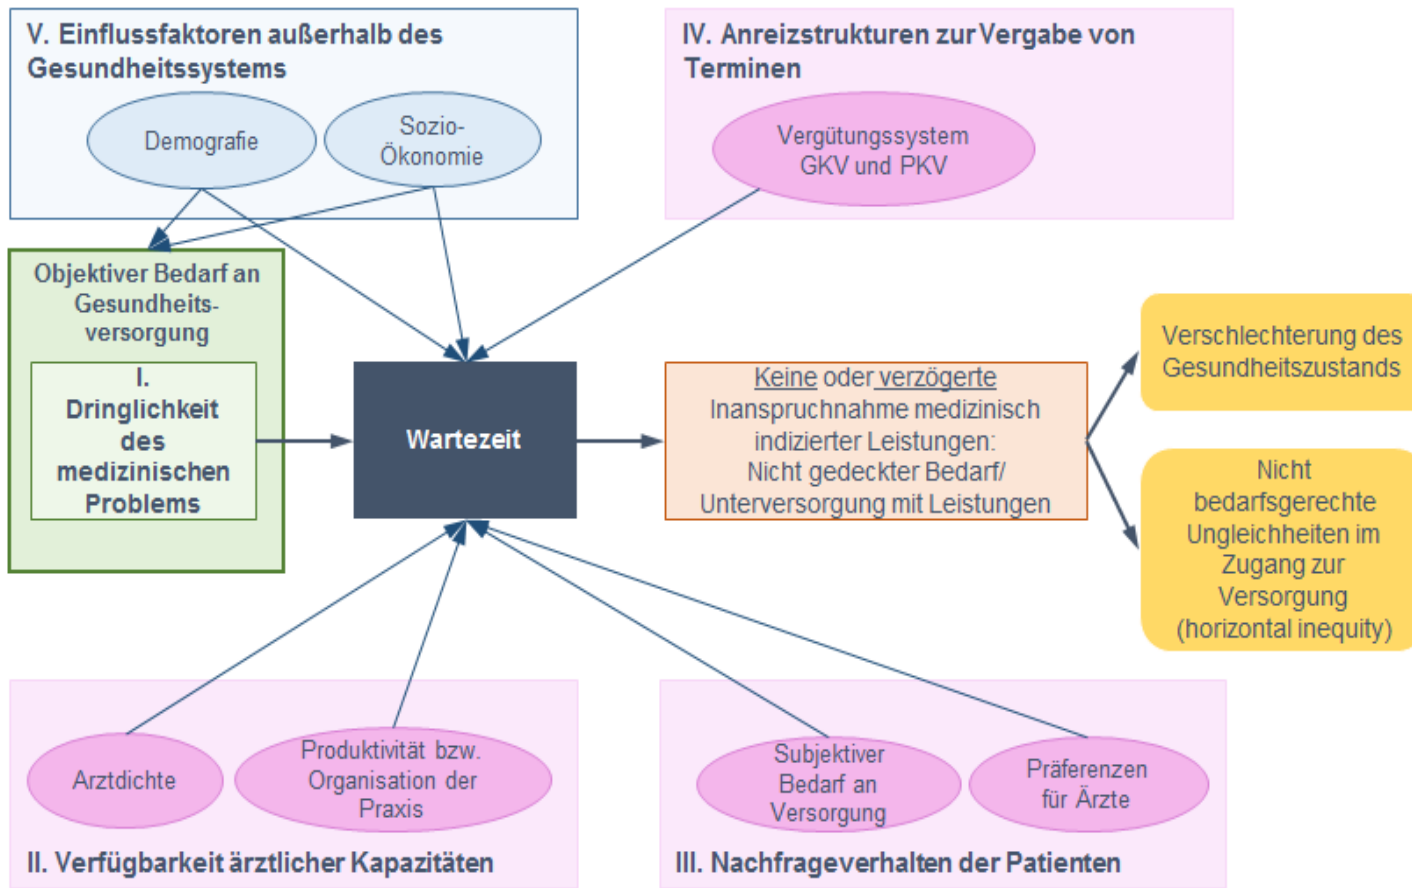 V. Einflussfaktoren außerhalb des
Gesundheitssystems
Demografie
Sozio-
Ökonomie
IV. Anreizstrukturen zur Vergabe von
Terminen
Vergütungssystem
GKV und PKV
Objektiver Bedarf an
Gesundheits-
versorgung
I.
Dringlichkeit
des
medizinischen
Problems
Wartezeit
Keine oder verzögerte
Inanspruchnahme medizinisch
indizierter Leistungen:
Nicht gedeckter Bedarf/
Unterversorgung mit Leistungen
Verschlechterung des
Gesundheitszustands
Nicht
bedarfsgerechte
Ungleichheiten im
Zugang zur
Versorgung
(horizontal inequity)
Arztdichte
Produktivität bzw.
Organisation der
Praxis
II. Verfügbarkeit ärztlicher Kapazitäten
Subjektiver
Bedarf an
Versorgung
Präferenzen
für Ärzte
III. Nachfrageverhalten der Patienten